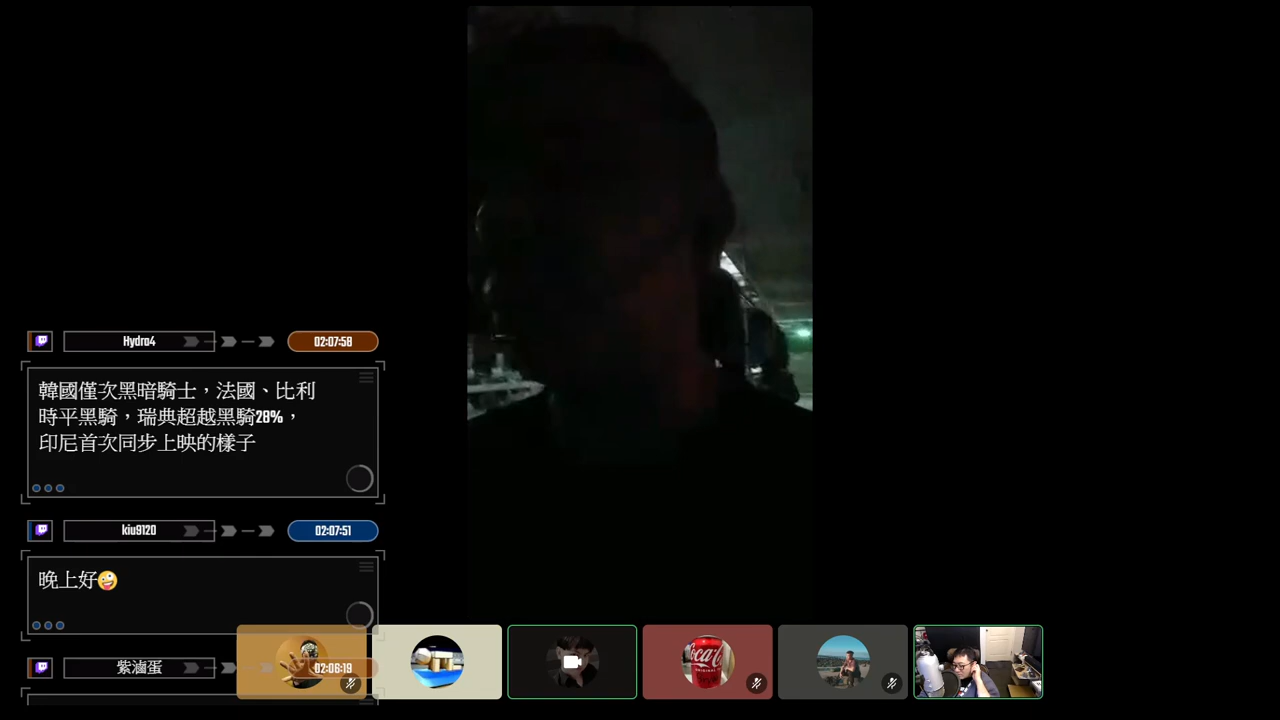 Hydro4
02:07:58
韓國僅次黑暗騎士，法國、比利
時平黑騎，瑞典超越黑騎28%，
印尼首次同步上映的樣子
kiu9120
02:07:51
晚上好🤪
紫滷蛋
02:06:19
Coca-Cola